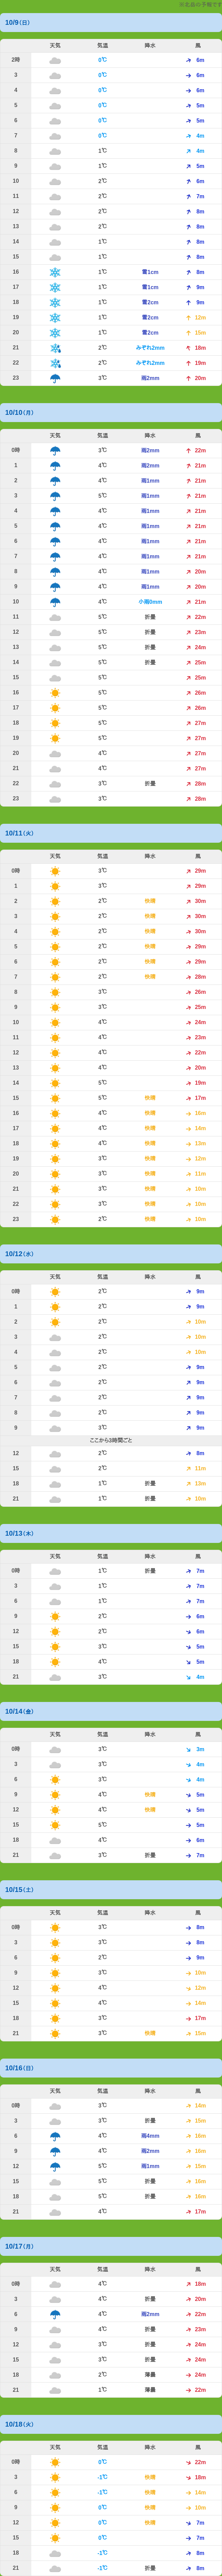 10/9(日)
天気 気温 降水 風
2時 0℃ 6m
3 0℃ 6m
4 0℃ 6m
5 0℃ 5m
6 0℃ 5m
7 0℃ 4m
8 1℃ 4m
9 1℃ 5m
10 2℃ 6m
11 2℃ 7m
12 2℃ 8m
13 2℃ 8m
14 1℃ 8m
15 1℃ 8m
16 1℃ 雪1cm 8m
17 1℃ 雪1cm 9m
18 1℃ 雪2cm 9m
19 1℃ 雪2cm 12m
20 1℃ 雪2cm 15m
21 2℃ みぞれ2mm 18m
22 2℃ みぞれ2mm 19m
23 3℃ 雨2mm 20m
10/10(月)
天気 気温 降水 風
0時 3℃ 雨2mm 22m
1 4℃ 雨2mm 21m
2 4℃ 雨1mm 21m
3 5℃ 雨1mm 21m
4 5℃ 雨1mm 21m
5 4℃ 雨1mm 21m
6 4℃ 雨1mm 21m
7 4℃ 雨1mm 21m
8 4℃ 雨1mm 20m
9 4℃ 雨1mm 20m
10 4℃ 小雨0mm 21m
11 5℃ 折曇 22m
12 5℃ 折曇 23m
13 5℃ 折曇 24m
14 5℃ 折曇 25m
15 5℃ 25m
16 5℃ 26m
17 5℃ 26m
18 5℃ 27m
19 5℃ 27m
20 4℃ 27m
21 4℃ 27m
22 3℃ 折曇 28m
23 3℃ 28m
10/11(火)
天気 気温 降水 風
0時 3℃ 29m
1 3℃ 29m
2 2℃ 快晴 30m
3 2℃ 快晴 30m
4 2℃ 快晴 30m
5 2℃ 快晴 29m
6 2℃ 快晴 29m
7 2℃ 快晴 28m
8 3℃ 26m
9 3℃ 25m
10 4℃ 24m
11 4℃ 23m
12 4℃ 22m
13 4℃ 20m
14 5℃ 19m
15 5℃ 快晴 17m
16 4℃ 快晴 16m
17 4℃ 快晴 14m
18 4℃ 快晴 13m
19 3℃ 快晴 12m
20 3℃ 快晴 11m
21 3℃ 快晴 10m
22 3℃ 快晴 10m
23 2℃ 快晴 10m
10/12(水)
天気 気温 降水 風
0時 2℃ 9m
1 2℃ 9m
2 2℃ 10m
3 2℃ 10m
4 2℃ 10m
5 2℃ 9m
6 2℃ 9m
7 2℃ 9m
8 2℃ 9m
9 3℃ 9m
ここから3時間ごと
12 2℃ 8m
15 2℃ 11m
18 1℃ 折曇 13m
21 1℃ 折曇 10m
10/13(木)
天気 気温 降水 風
0時 1℃ 折曇 7m
3 1℃ 7m
6 1℃ 7m
9 2℃ 6m
12 2℃ 6m
15 3℃ 5m
18 4℃ 5m
21 3℃ 4m
10/14(金)
天気 気温 降水 風
0時 3℃ 3m
3 3℃ 4m
6 3℃ 4m
9 4℃ 快晴 5m
12 4℃ 快晴 5m
15 5℃ 5m
18 4℃ 6m
21 3℃ 折曇 7m
10/15(土)
天気 気温 降水 風
0時 3℃ 8m
3 3℃ 8m
6 2℃ 9m
9 3℃ 10m
12 4℃ 12m
15 4℃ 14m
18 3℃ 17m
21 3℃ 快晴 15m
10/16(日)
天気 気温 降水 風
0時 3℃ 14m
3 3℃ 折曇 15m
6 4℃ 雨4mm 16m
9 4℃ 雨2mm 16m
12 5℃ 雨1mm 15m
15 5℃ 折曇 16m
18 5℃ 折曇 16m
21 4℃ 17m
10/17(月)
天気 気温 降水 風
0時 4℃ 18m
3 4℃ 折曇 20m
6 4℃ 雨2mm 22m
9 4℃ 折曇 23m
12 3℃ 折曇 24m
15 3℃ 折曇 24m
18 2℃ 薄曇 24m
21 1℃ 薄曇 22m
10/18(火)
天気 気温 降水 風
0時 0℃ 22m
3 -1℃ 快晴 18m
6 -1℃ 快晴 14m
9 0℃ 快晴 10m
12 0℃ 快晴 7m
15 0℃ 7m
18 -1℃ 8m
21 -1℃ 折曇 8m